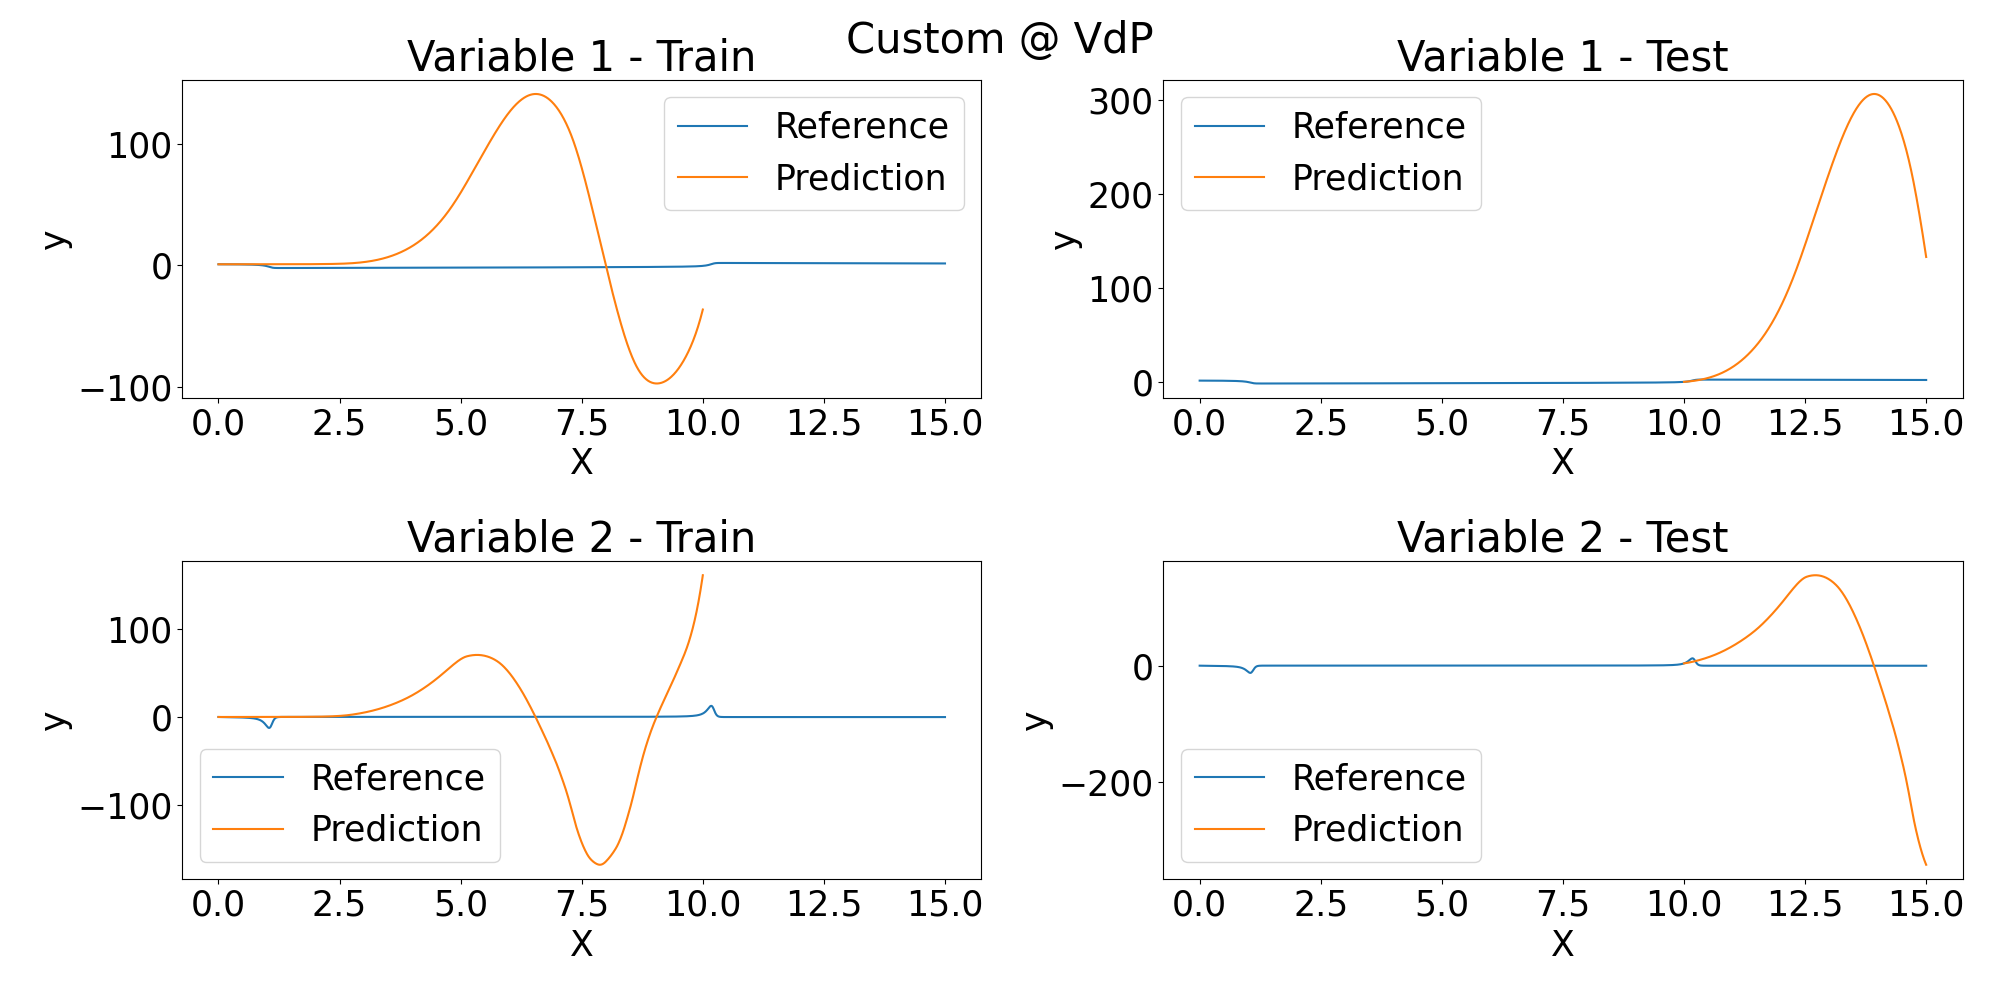 Custom @ VdP
Variable 1 - Train
Variable 1 - Test
100
0
−100
y
Reference
Prediction
0.0 2.5 5.0 7.5 10.0 12.5 15.0
X
300
200
100
0
y
Reference
Prediction
0.0 2.5 5.0 7.5 10.0 12.5 15.0
X
Variable 2 - Train
Variable 2 - Test
100
0
−100
y
Reference
Prediction
0.0 2.5 5.0 7.5 10.0 12.5 15.0
X
0
−200
y
Reference
Prediction
0.0 2.5 5.0 7.5 10.0 12.5 15.0
X